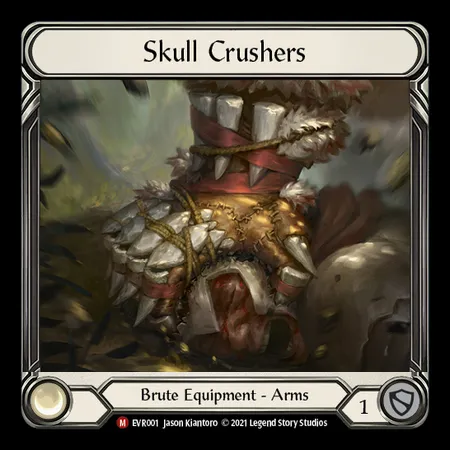 Skull Crushers
Brute Equipment - Arms
1
M EVR001 Jason Kiantoro © 2021 Legend Story Studios